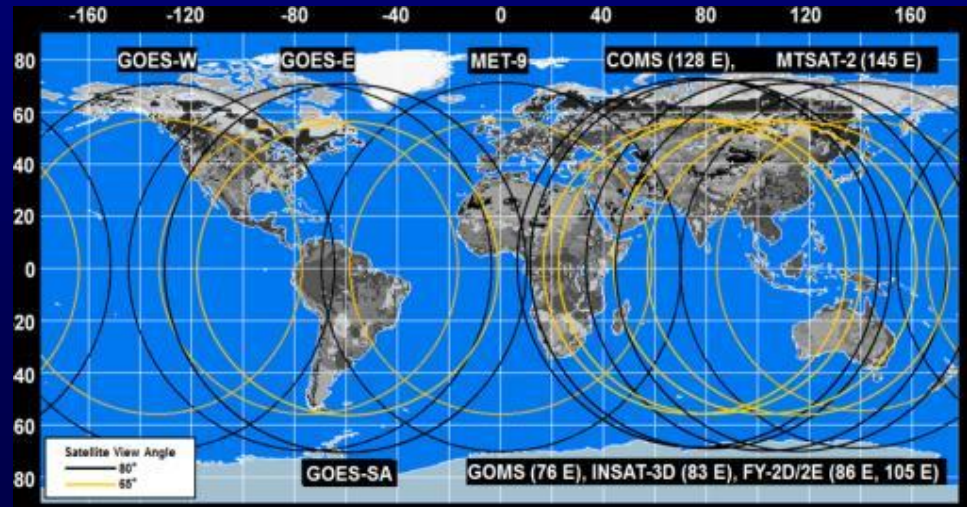 -160 -120 -80 -40 0 40 80 120 160
GOES-W GOES-E MET-9 COMS (128 E), MTSAT-2 (145 E)
80
60
40
20
0
20
40
60
80
Satellite View Angle
80°
65°
GOES-SA GOMS (76 E), INSAT-3D (83 E), FY-2D/2E (86 E, 105 E)